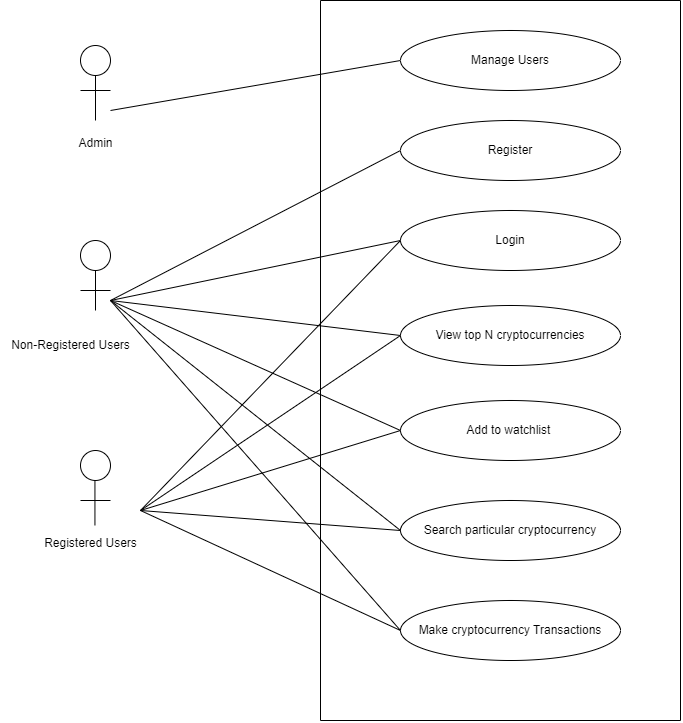 Manage Users
Admin
Register
Login
Non-Registered Users
View top N cryptocurrencies
Add to watchlist
Registered Users
Search particular cryptocurrency
Make cryptocurrency Transactions